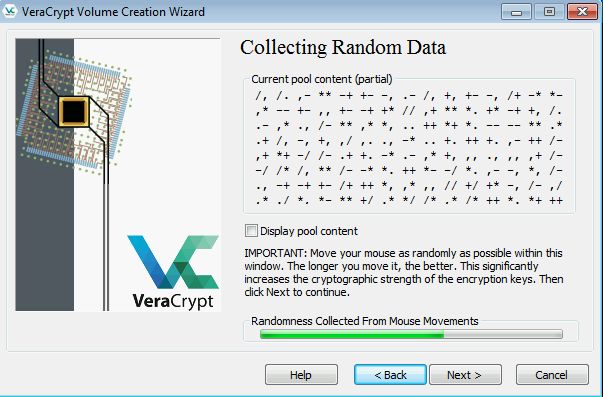 VeraCrypt Volume Creation Wizard
Collecting Random Data
Current pool content (partial)
/, /. ,- ** -+ +- -, .- /, +, +- -, /+ -* *-
,* -- +- ,, +- -+ +* // ,+ ** *. +* -+ +, /.
.- ,* ., /- ** ,* *, .. ++ *+ *. -- -- ** .*
.+ /, -, +, ,/ ,. ., -* .. +. ++ +. ,- ++ /-
,+ *+ -/ /- .+ +. -* .- ,* +, ,, ., ,, ,+ /-
-/ /* /, ** /- -* *. ++ *- -/ *. ,- -, *, /-
., -+ -+ +- /+ ++ *, ,* ,, // +/ +* -, /- ,/
.* ./ *. *- ** +/ .* */ /* .* /* ++ *. *+ ++
Display pool content
IMPORTANT: Move your mouse as randomly as possible within this
window. The longer you move it, the better. This significantly
increases the cryptographic strength of the encryption keys. Then
click Next to continue.
VeraCrypt
Randomness Collected From Mouse Movements
Help
< Back
Next >
Cancel